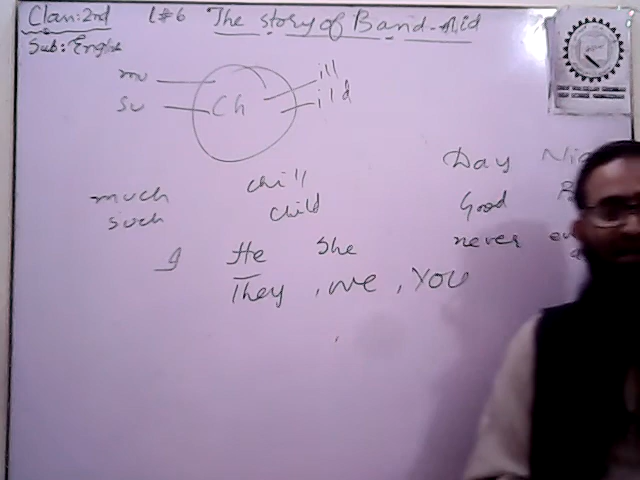 Class: 2nd L#6 The story of Band-Aid
Sub: English
mu ill
su Ch ild
Day
much chill Good
such child never
I He She
They, we, you